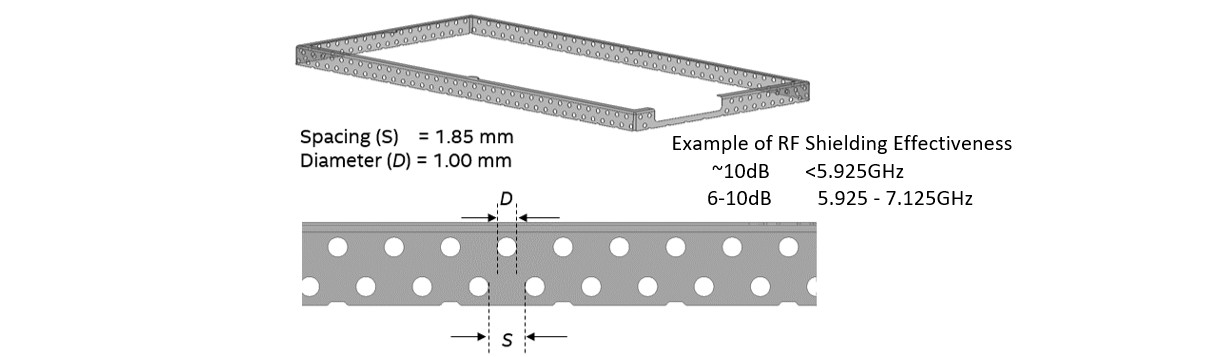 Spacing (S) = 1.85 mm
Diameter (D) = 1.00 mm
Example of RF Shielding Effectiveness
~10dB <5.925GHz
6-10dB 5.925 - 7.125GHz
D
S